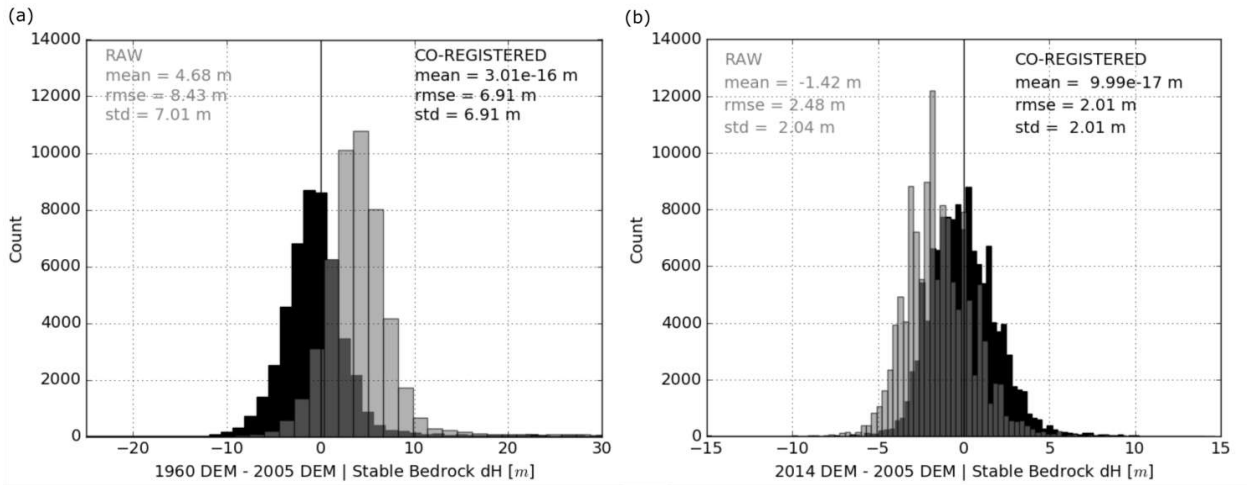 (a)
14000
12000
10000
8000
6000
4000
2000
0
Count
RAW
mean = 4.68 m
rmse = 8.43 m
std = 7.01 m
CO-REGISTERED
mean = 3.01e-16 m
rmse = 6.91 m
std = 6.91 m
−20 −10 0 10 20 30
1960 DEM - 2005 DEM | Stable Bedrock dH [m]
(b)
14000
12000
10000
8000
6000
4000
2000
0
Count
RAW
mean = -1.42 m
rmse = 2.48 m
std = 2.04 m
CO-REGISTERED
mean = 9.99e-17 m
rmse = 2.01 m
std = 2.01 m
−15 −10 −5 0 5 10 15
2014 DEM - 2005 DEM | Stable Bedrock dH [m]